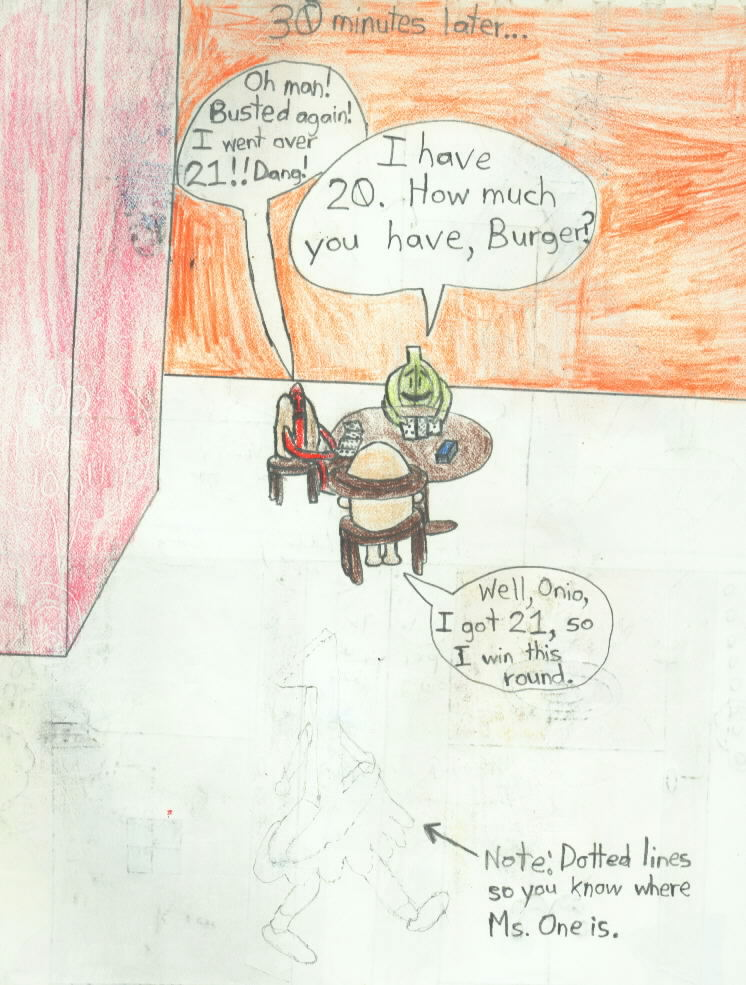 30 minutes later...
Oh man!
Busted again!
I went over
21!! Dang!
I have
20. How much
you have, Burger?
Well, Onio,
I got 21, so
I win this
round.
Note: Dotted lines
so you know where
Ms. One is.